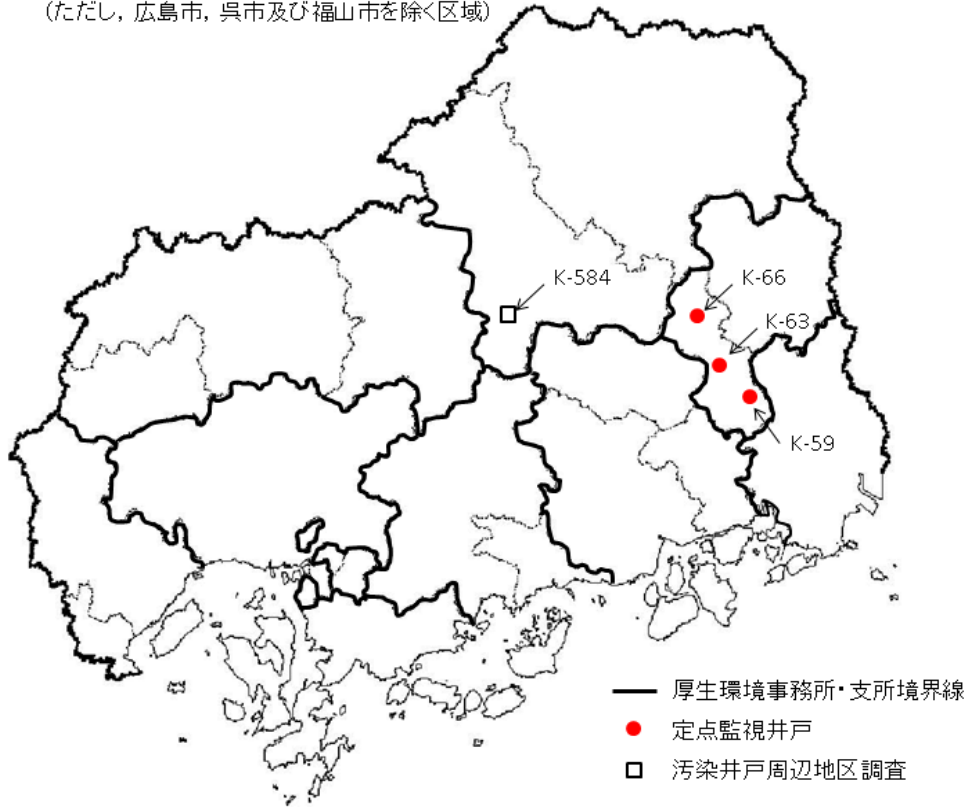 (ただし, 広島市, 呉市及び福山市を除く区域)
K-584
K-66
K-63
K-59
厚生環境事務所・支所境界線
定点監視井戸
汚染井戸周辺地区調査